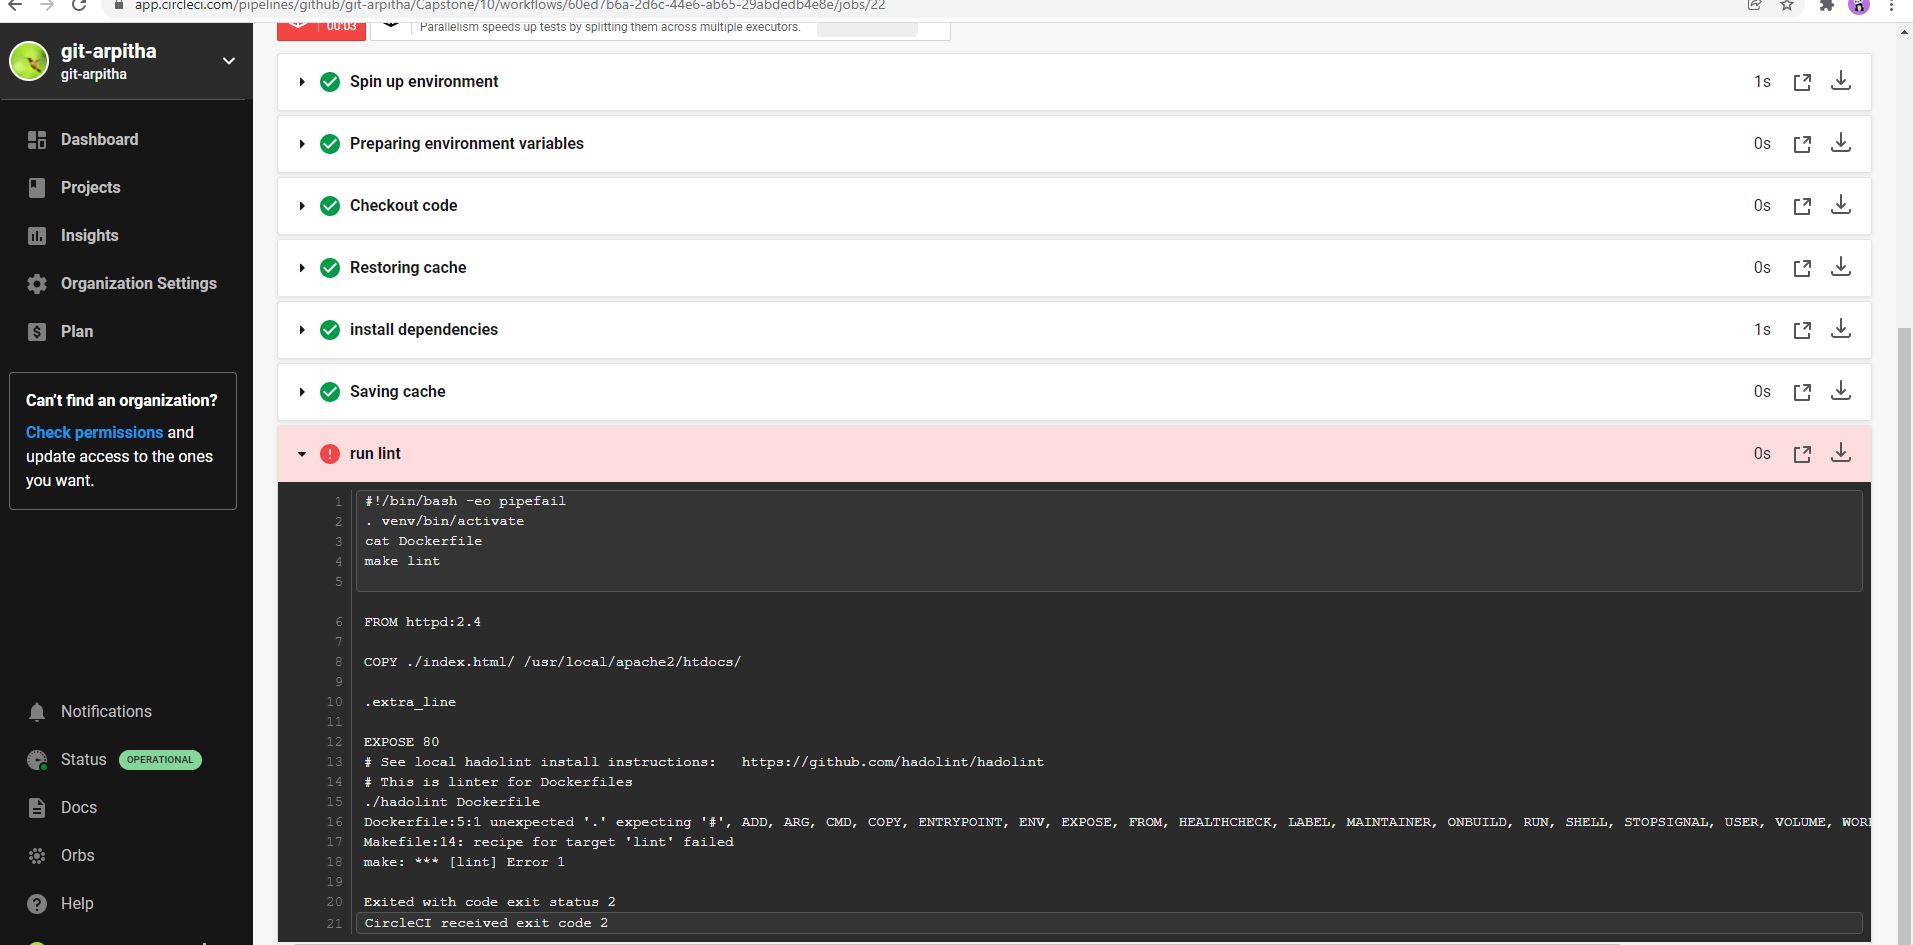 app.circleci.com/pipelines/github/git-arpitha/Capstone/10/workflows/60ed7b6a-2d6c-44e6-ab65-29abdedb4e8e/jobs/22
git-arpitha
git-arpitha
Dashboard
Projects
Insights
Organization Settings
Plan
Can't find an organization?
Check permissions and
update access to the ones
you want.
Notifications
Status OPERATIONAL
Docs
Orbs
Help
00:03 Parallelism speeds up tests by splitting them across multiple executors.
Spin up environment 1s
Preparing environment variables 0s
Checkout code 0s
Restoring cache 0s
install dependencies 1s
Saving cache 0s
run lint 0s
1 #!/bin/bash -eo pipefail
2 . venv/bin/activate
3 cat Dockerfile
4 make lint
5
6 FROM httpd:2.4
7
8 COPY ./index.html/ /usr/local/apache2/htdocs/
9
10 .extra_line
11
12 EXPOSE 80
13 # See local hadolint install instructions:   https://github.com/hadolint/hadolint
14 # This is linter for Dockerfiles
15 ./hadolint Dockerfile
16 Dockerfile:5:1 unexpected '.' expecting '#', ADD, ARG, CMD, COPY, ENTRYPOINT, ENV, EXPOSE, FROM, HEALTHCHECK, LABEL, MAINTAINER, ONBUILD, RUN, SHELL, STOPSIGNAL, USER, VOLUME,
17 Makefile:14: recipe for target 'lint' failed
18 make: *** [lint] Error 1
19
20 Exited with code exit status 2
21 CircleCI received exit code 2